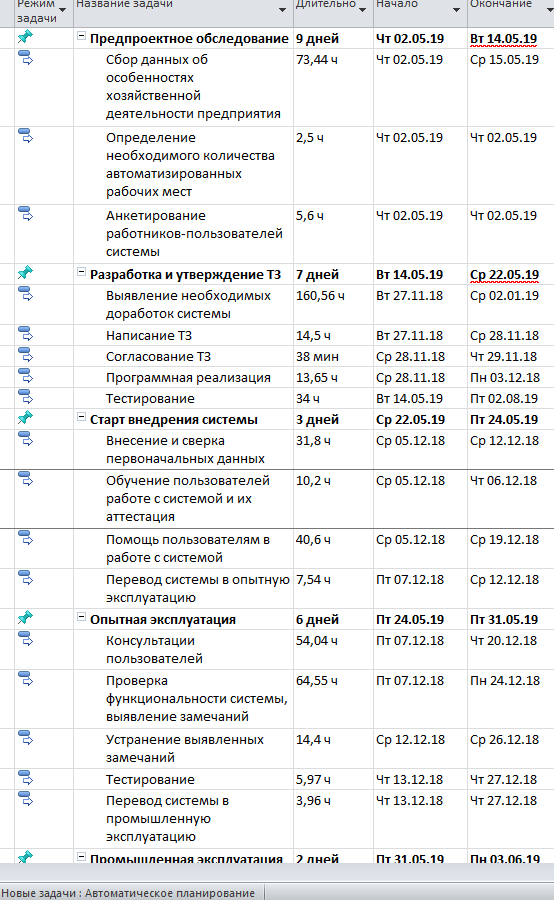 Режим Название задачи Длительно Начало Окончание
задачи
Предпроектное обследование 9 дней Чт 02.05.19 Вт 14.05.19
Сбор данных об 73,44 ч Чт 02.05.19 Ср 15.05.19
особенностях
хозяйственной
деятельности предприятия
Определение 2,5 ч Чт 02.05.19 Чт 02.05.19
необходимого количества
автоматизированных
рабочих мест
Анкетирование 5,6 ч Чт 02.05.19 Чт 02.05.19
работников-пользователей
системы
Разработка и утверждение ТЗ 7 дней Вт 14.05.19 Ср 22.05.19
Выявление необходимых 160,56 ч Вт 27.11.18 Ср 02.01.19
доработок системы
Написание ТЗ 14,5 ч Вт 27.11.18 Ср 28.11.18
Согласование ТЗ 38 мин Ср 28.11.18 Чт 29.11.18
Программная реализация 13,65 ч Ср 28.11.18 Пн 03.12.18
Тестирование 34 ч Вт 14.05.19 Пт 02.08.19
Старт внедрения системы 3 дней Ср 22.05.19 Пт 24.05.19
Внесение и сверка 31,8 ч Ср 05.12.18 Ср 12.12.18
первоначальных данных
Обучение пользователей 10,2 ч Ср 05.12.18 Чт 06.12.18
работе с системой и их
аттестация
Помощь пользователям в 40,6 ч Ср 05.12.18 Ср 19.12.18
работе с системой
Перевод системы в опытную 7,54 ч Пт 07.12.18 Ср 12.12.18
эксплуатацию
Опытная эксплуатация 6 дней Пт 24.05.19 Пт 31.05.19
Консультации 54,04 ч Пт 07.12.18 Чт 20.12.18
пользователей
Проверка 64,55 ч Пт 07.12.18 Пн 24.12.18
функциональности системы,
выявление замечаний
Устранение выявленных 14,4 ч Ср 12.12.18 Ср 26.12.18
замечаний
Тестирование 5,97 ч Чт 13.12.18 Чт 27.12.18
Перевод системы в 3,96 ч Чт 13.12.18 Чт 27.12.18
промышленную
эксплуатацию
Промышленная эксплуатация 2 дней Пт 31.05.19 Пн 03.06.19
Новые задачи : Автоматическое планирование